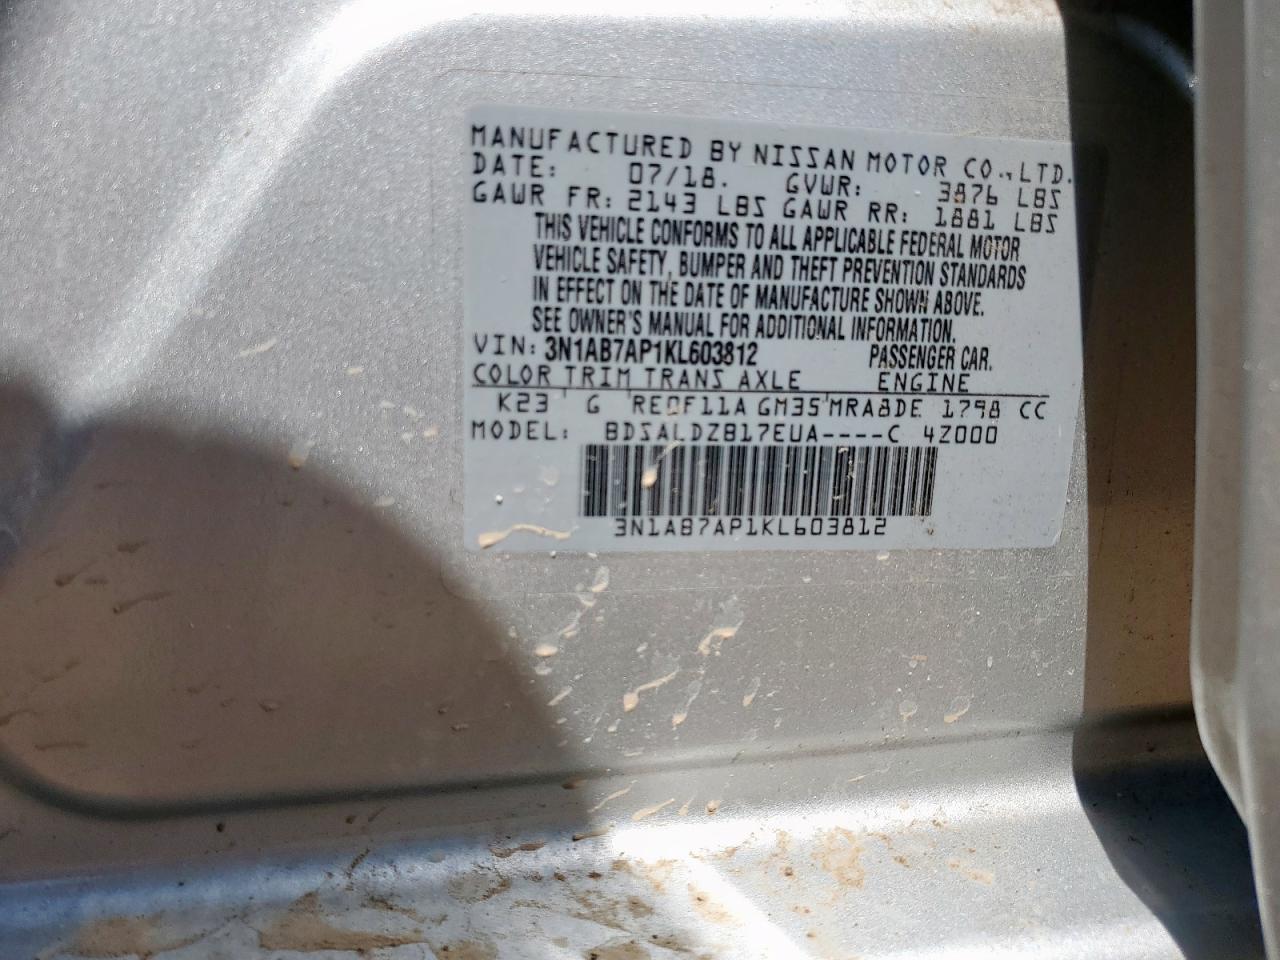 MANUFACTURED BY NISSAN MOTOR CO.,LTD.
DATE: 07/18. GVWR: 3876 LBS
GAWR FR: 2143 LBS GAWR RR: 1881 LBS
THIS VEHICLE CONFORMS TO ALL APPLICABLE FEDERAL MOTOR
VEHICLE SAFETY, BUMPER AND THEFT PREVENTION STANDARDS
IN EFFECT ON THE DATE OF MANUFACTURE SHOWN ABOVE.
SEE OWNER'S MANUAL FOR ADDITIONAL INFORMATION.
VIN: 3N1AB7AP1KL603812 PASSENGER CAR.
COLOR TRIM TRANS AXLE ENGINE
K23 G RE0F11A GM35 MRA8DE 1798 CC
MODEL: BDSALDZB17EUA----C 4Z000
3N1AB7AP1KL603812